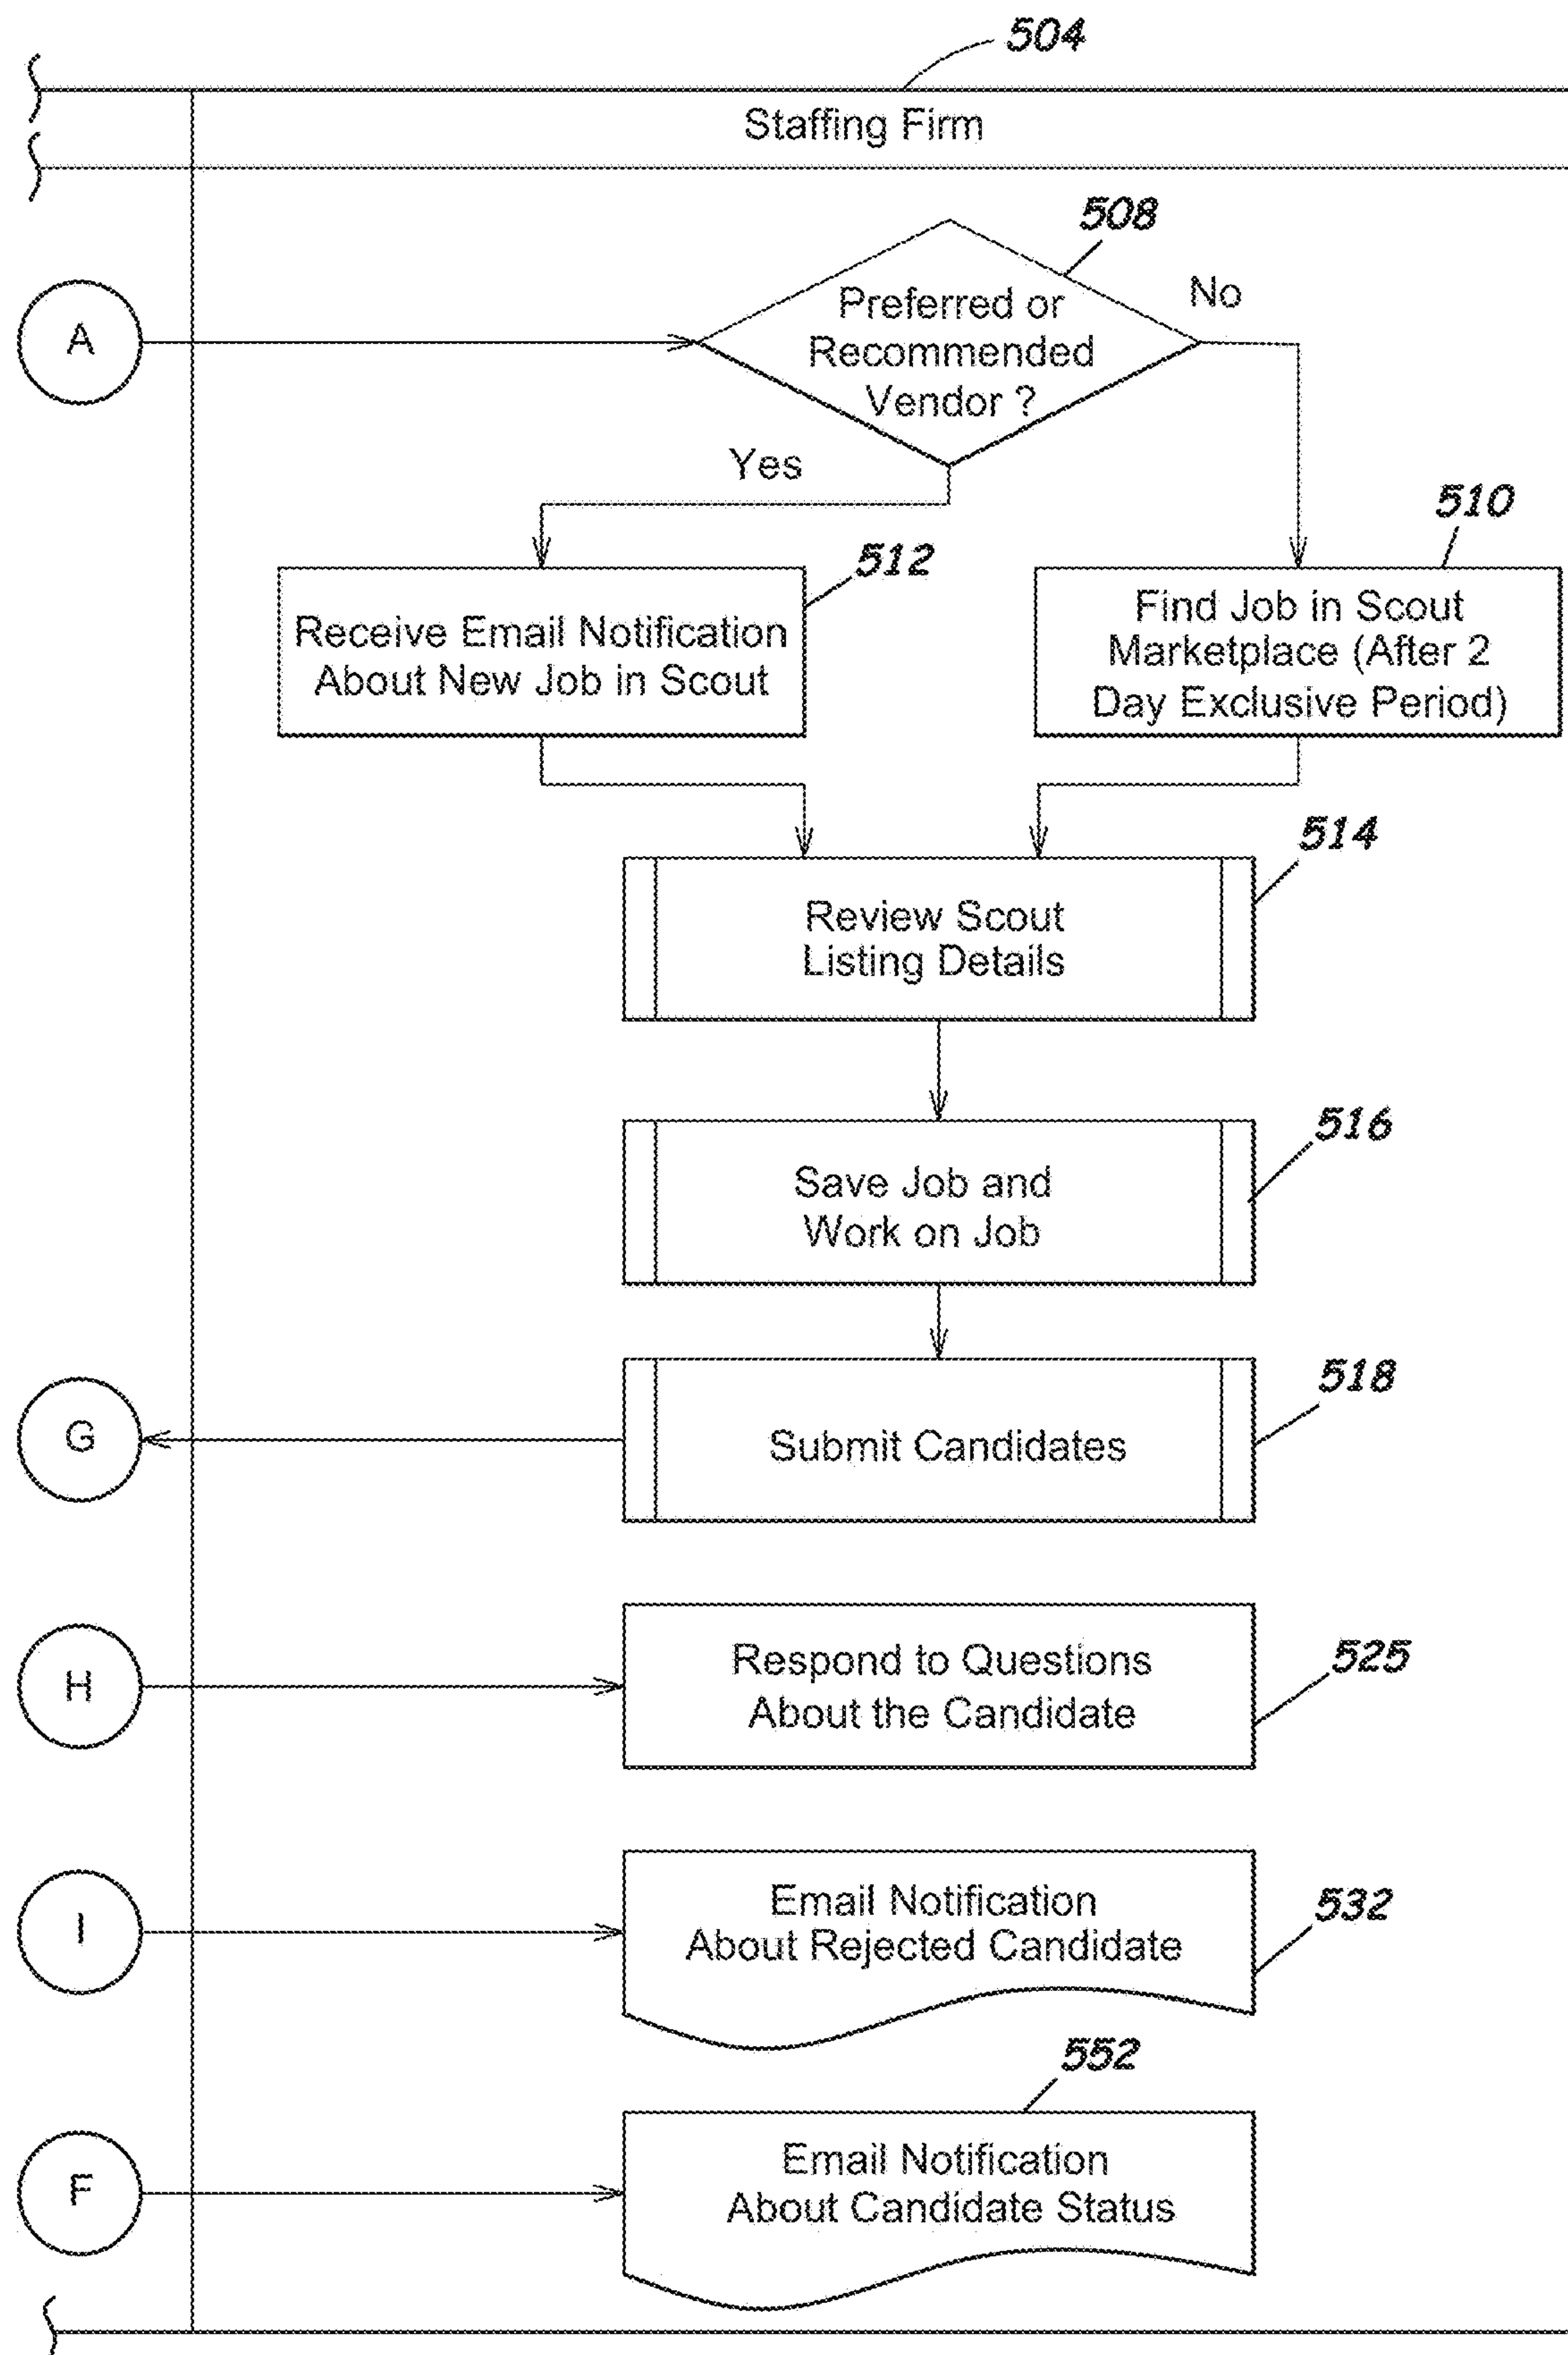 504
Staffing Firm
508
A
Preferred or
Recommended
Vendor ?
No
Yes
510
512
Receive Email Notification
About New Job in Scout
Find Job in Scout
Marketplace (After 2
Day Exclusive Period)
514
Review Scout
Listing Details
516
Save Job and
Work on Job
518
G
Submit Candidates
H
Respond to Questions
About the Candidate
525
I
Email Notification
About Rejected Candidate
532
552
F
Email Notification
About Candidate Status